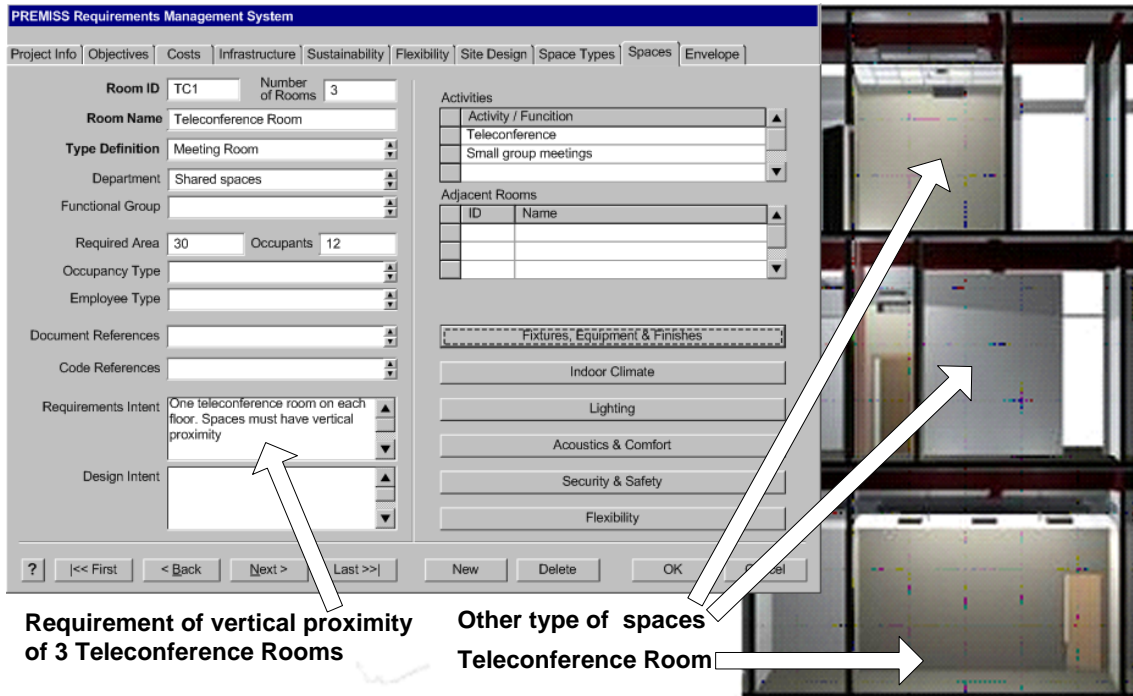 PREMISS Requirements Management System
Project Info Objectives Costs Infrastructure Sustainability Flexibility Site Design Space Types Spaces Envelope
Room ID TC1 Number of Rooms 3
Room Name Teleconference Room
Type Definition Meeting Room
Department Shared spaces
Functional Group
Required Area 30 Occupants 12
Occupancy Type
Employee Type
Document References
Code References
Requirements Intent One teleconference room on each
floor. Spaces must have vertical
proximity
Design Intent
Activities
Activity / Funcition
Teleconference
Small group meetings
Adjacent Rooms
ID Name
Fixtures, Equipment & Finishes
Indoor Climate
Lighting
Acoustics & Comfort
Security & Safety
Flexibility
? |<< First < Back Next > Last >>| New Delete OK
Requirement of vertical proximity
of 3 Teleconference Rooms
Other type of spaces
Teleconference Room